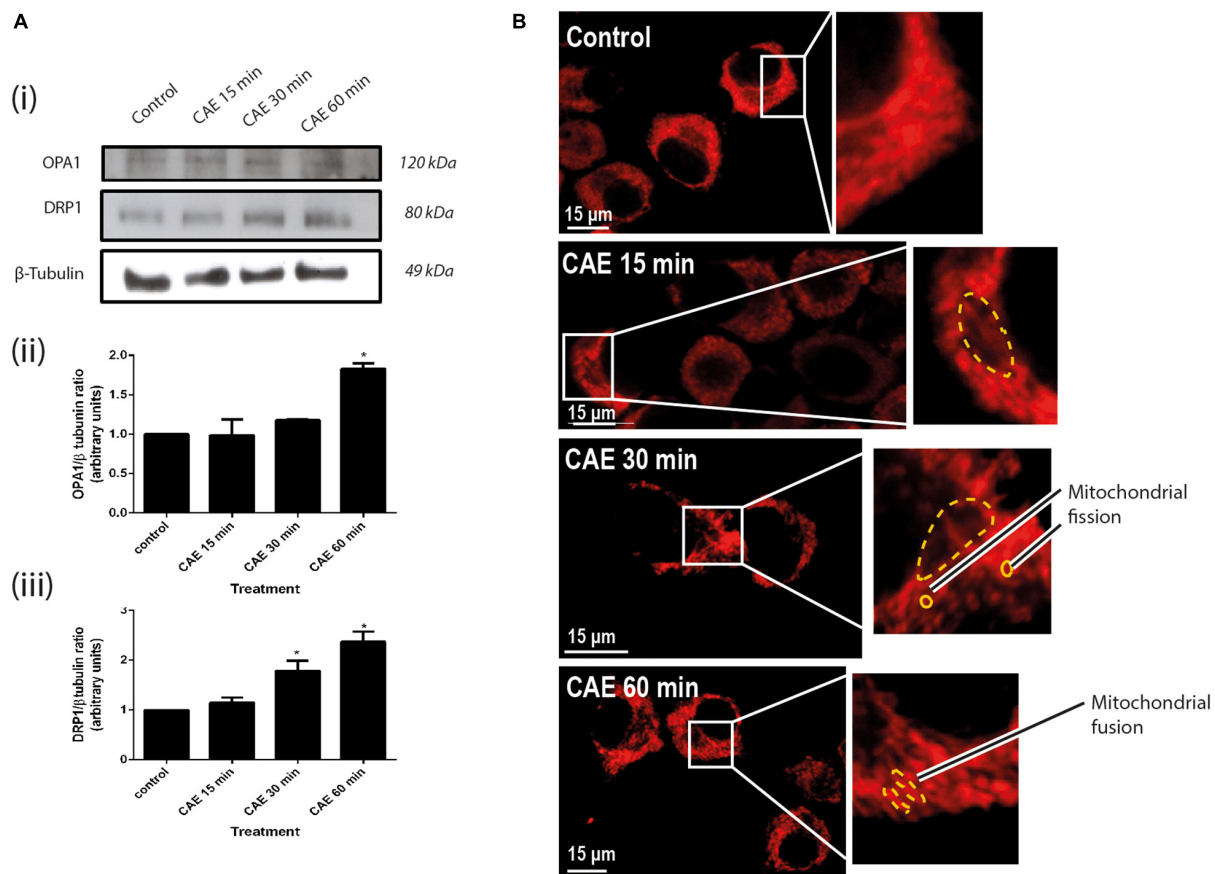 A
(i)
Control
CAE 15 min
CAE 30 min
CAE 60 min
OPA1
120 kDa
DRP1
80 kDa
β-Tubulin
49 kDa
(ii)
OPA1/β tubunin ratio
(arbitrary units)
2.0
1.5
1.0
0.5
0.0
*
control
CAE 15 min
CAE 30 min
CAE 60 min
Treatment
(iii)
DRP1/βtubulin ratio
(arbitrary units)
3
2
1
0
*
*
control
CAE 15 min
CAE 30 min
CAE 60 min
Treatment
B
Control
15 µm
CAE 15 min
15 µm
CAE 30 min
15 µm
Mitochondrial
fission
CAE 60 min
15 µm
Mitochondrial
fusion